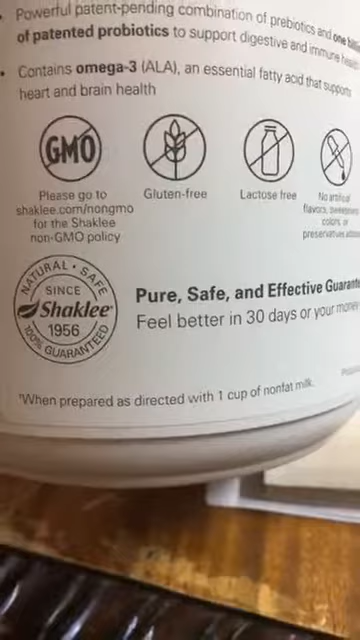 • Powerful patent-pending combination of prebiotics and one
of patented probiotics to support digestive and immune
• Contains omega-3 (ALA), an essential fatty acid that supports
heart and brain health
GMO
Please go to
shaklee.com/nongmo
for the Shaklee
non-GMO policy
Gluten-free
Lactose free
No artificial
flavors, sweeteners
colors, or
preservatives
NATURAL • SAFE
SINCE
Shaklee®
1956
100% GUARANTEED
Pure, Safe, and Effective Guarante
Feel better in 30 days or your money
*When prepared as directed with 1 cup of nonfat milk.